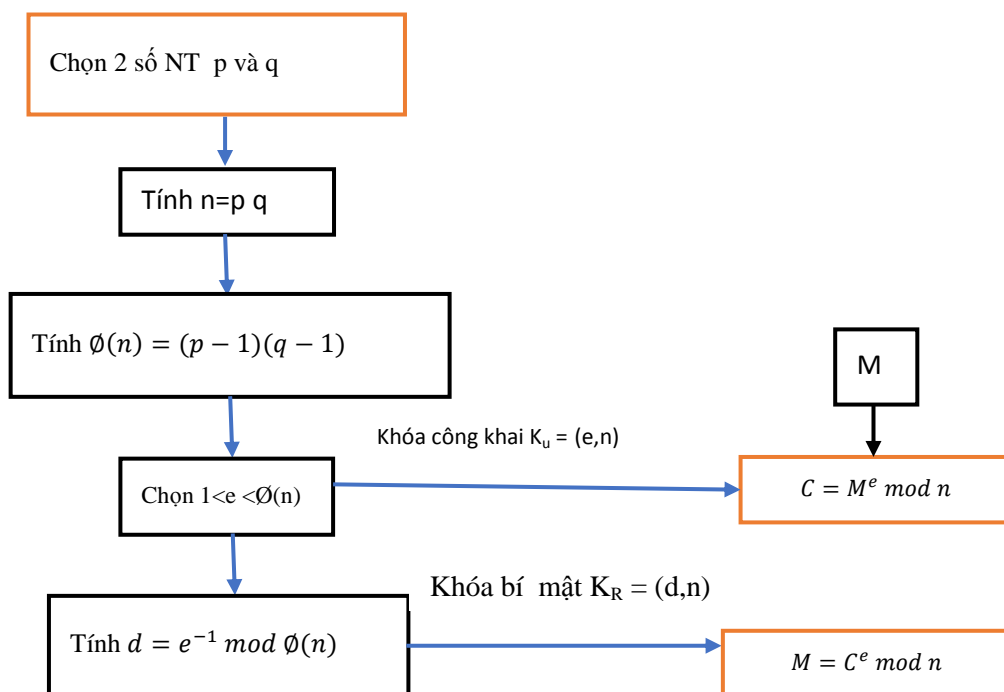 Chọn 2 số NT p và q
Tính n=p q
Tính ∅(n) = (p − 1)(q − 1)
M
Khóa công khai Kᵤ = (e,n)
Chọn 1<e <Ø(n)
C = Mᵉ mod n
Khóa bí mật K_R = (d,n)
Tính d = e⁻¹ mod ∅(n)
M = Cᵉ mod n